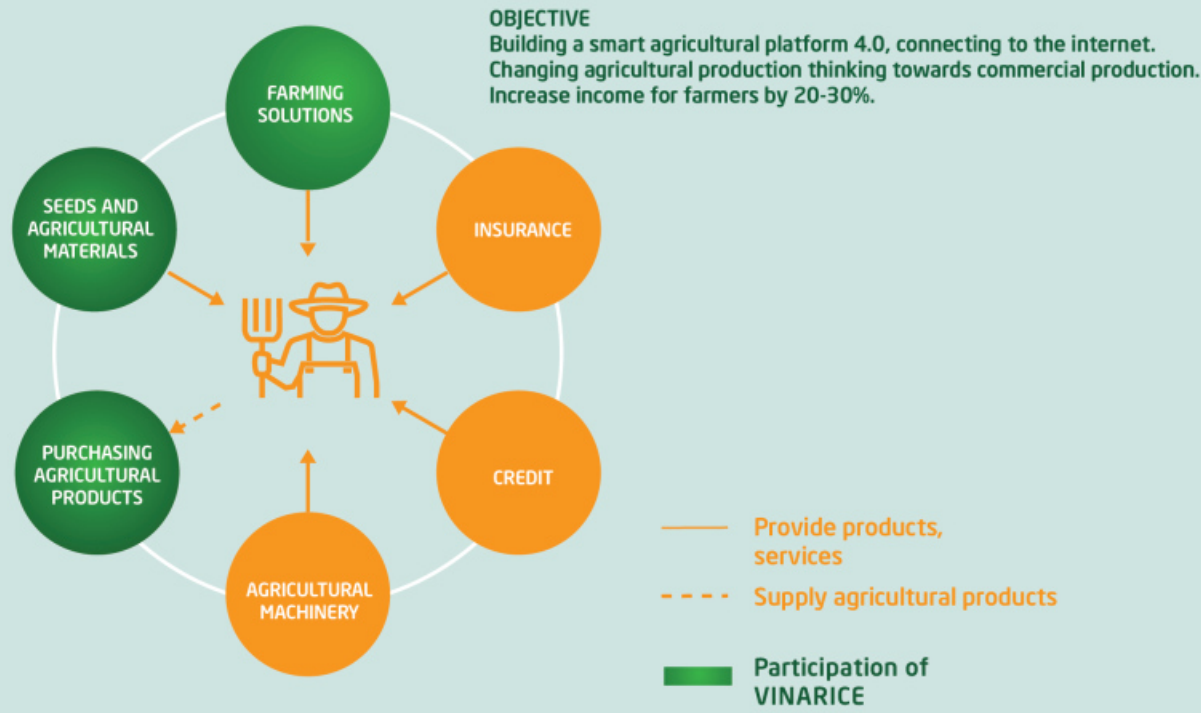 OBJECTIVE
Building a smart agricultural platform 4.0, connecting to the internet.
Changing agricultural production thinking towards commercial production.
Increase income for farmers by 20-30%.
FARMING
SOLUTIONS
SEEDS AND
AGRICULTURAL
MATERIALS
INSURANCE
PURCHASING
AGRICULTURAL
PRODUCTS
CREDIT
AGRICULTURAL
MACHINERY
Provide products,
services
Supply agricultural products
Participation of
VINARICE